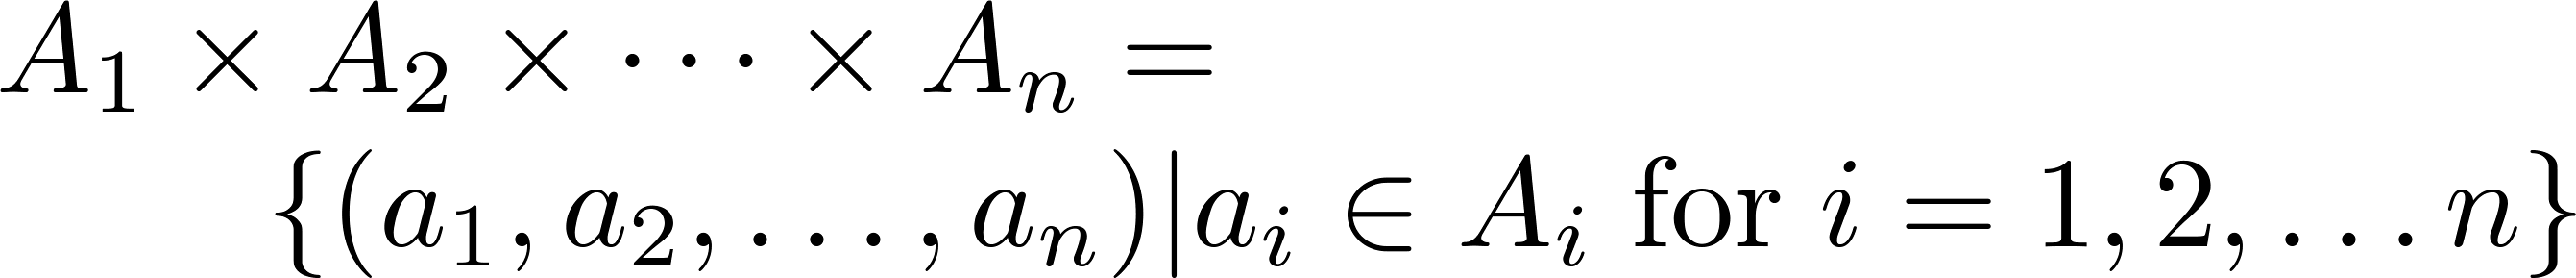 A₁ × A₂ × ··· × Aₙ =
{(a₁, a₂, . . . , aₙ)|aᵢ ∈ Aᵢ for i = 1, 2, . . . n}